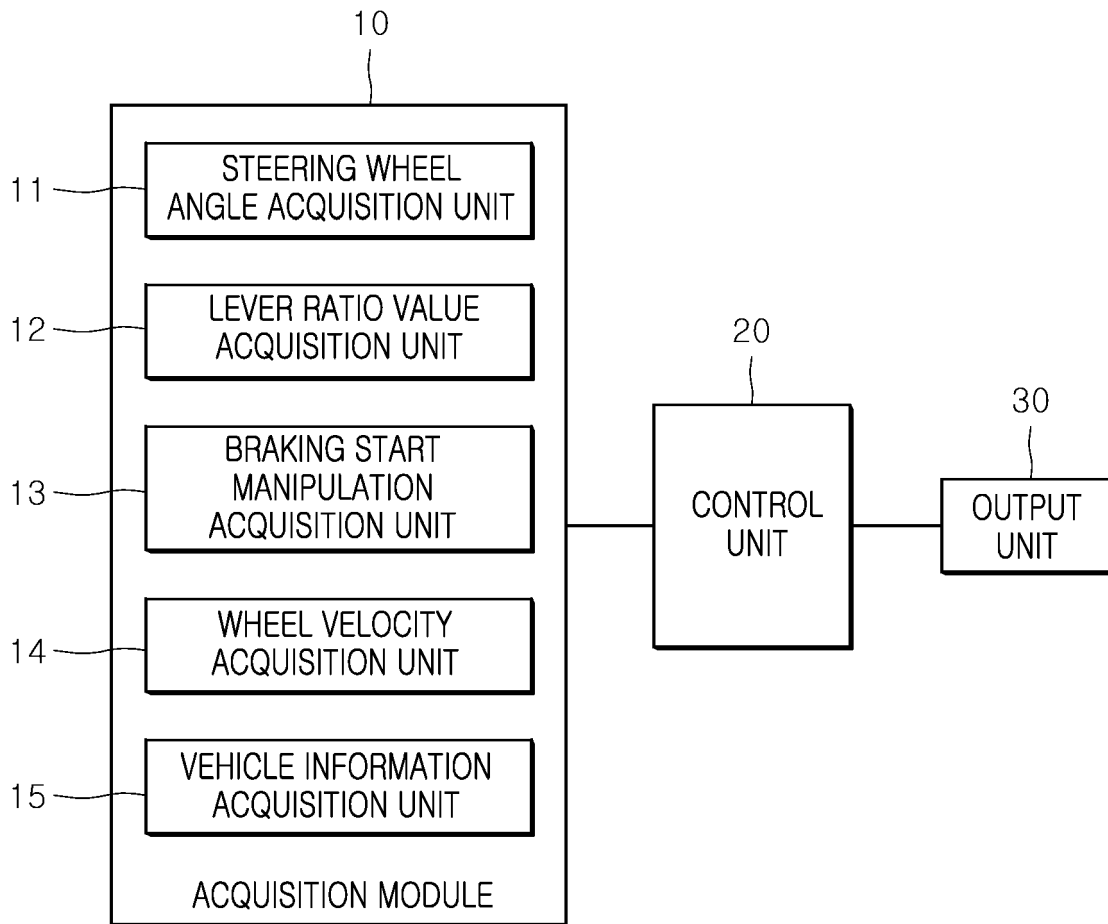 10
11
STEERING WHEEL
ANGLE ACQUISITION UNIT
12
LEVER RATIO VALUE
ACQUISITION UNIT
13
BRAKING START
MANIPULATION
ACQUISITION UNIT
14
WHEEL VELOCITY
ACQUISITION UNIT
15
VEHICLE INFORMATION
ACQUISITION UNIT
ACQUISITION MODULE
20
CONTROL
UNIT
30
OUTPUT
UNIT